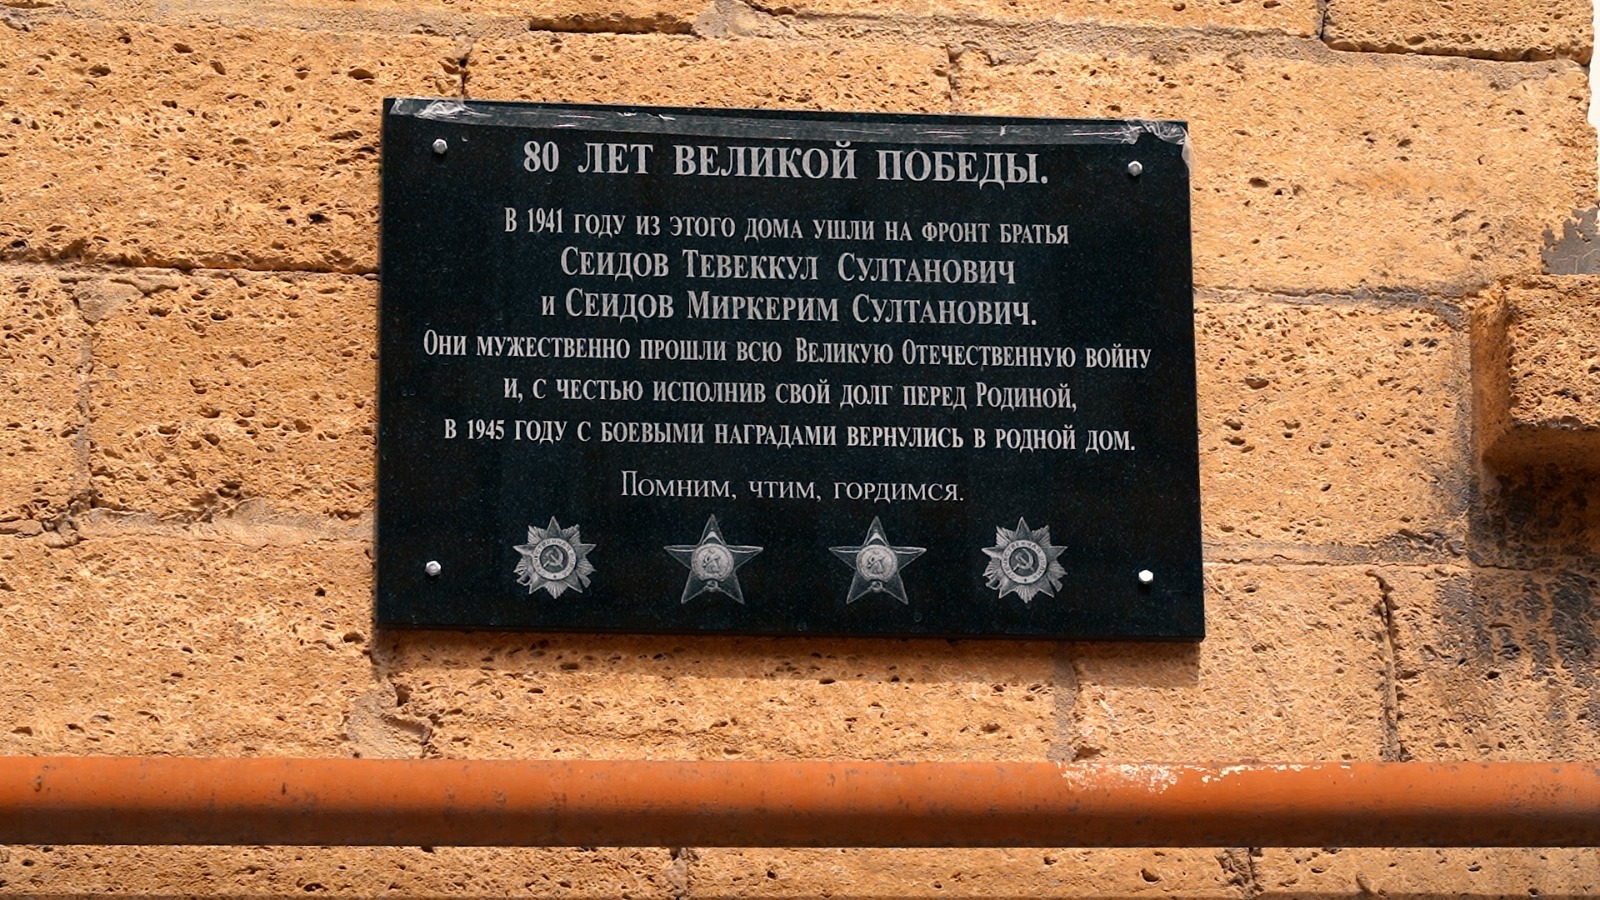 80 ЛЕТ ВЕЛИКОЙ ПОБЕДЫ.
В 1941 ГОДУ ИЗ ЭТОГО ДОМА УШЛИ НА ФРОНТ БРАТЬЯ
СЕИДОВ ТЕВЕККУЛ СУЛТАНОВИЧ
И СЕИДОВ МИРКЕРИМ СУЛТАНОВИЧ.
ОНИ МУЖЕСТВЕННО ПРОШЛИ ВСЮ ВЕЛИКУЮ ОТЕЧЕСТВЕННУЮ ВОЙНУ
И, С ЧЕСТЬЮ ИСПОЛНИВ СВОЙ ДОЛГ ПЕРЕД РОДИНОЙ,
В 1945 ГОДУ С БОЕВЫМИ НАГРАДАМИ ВЕРНУЛИСЬ В РОДНОЙ ДОМ.
ПОМНИМ, ЧТИМ, ГОРДИМСЯ.